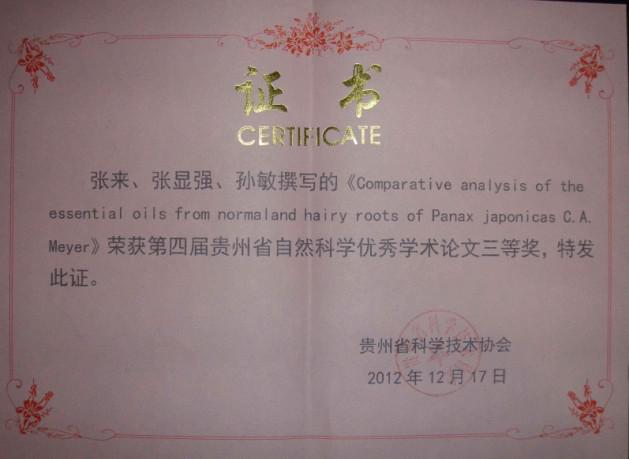 证书
CERTIFICATE
张来、张显强、孙敏撰写的《Comparative analysis of the
essential oils from normaland hairy roots of Panax japonicas C.A.
Meyer》荣获第四届贵州省自然科学优秀学术论文三等奖，特发
此证。
贵州省科学技术协会
2012年12月17日